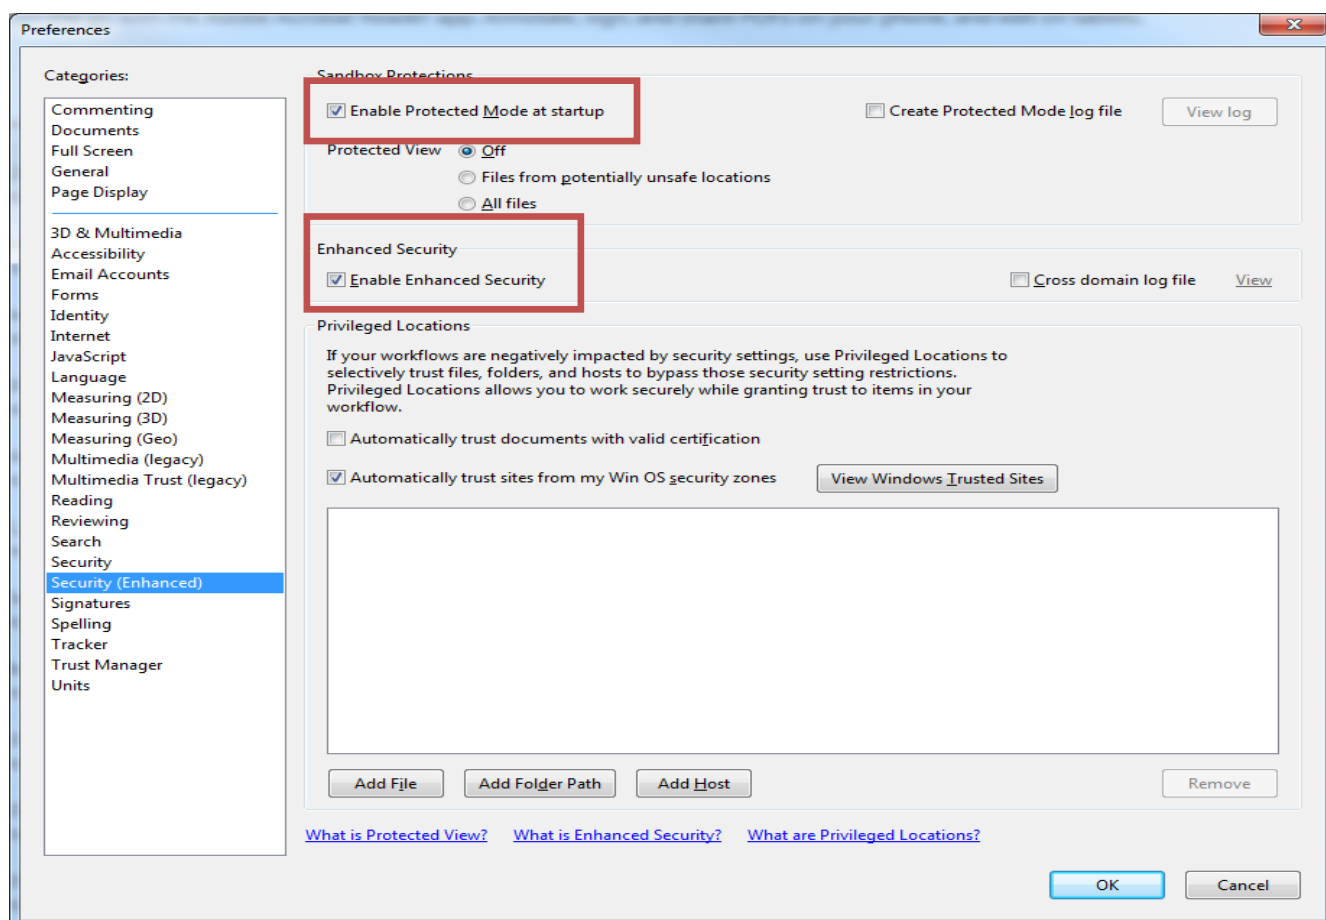 Preferences
Categories:
Commenting
Documents
Full Screen
General
Page Display
3D & Multimedia
Accessibility
Email Accounts
Forms
Identity
Internet
JavaScript
Language
Measuring (2D)
Measuring (3D)
Measuring (Geo)
Multimedia (legacy)
Multimedia Trust (legacy)
Reading
Reviewing
Search
Security
Security (Enhanced)
Signatures
Spelling
Tracker
Trust Manager
Units
Sandbox Protections
Enable Protected Mode at startup
Create Protected Mode log file
View log
Protected View
Off
Files from potentially unsafe locations
All files
Enhanced Security
Enable Enhanced Security
Cross domain log file
View
Privileged Locations
If your workflows are negatively impacted by security settings, use Privileged Locations to
selectively trust files, folders, and hosts to bypass those security setting restrictions.
Privileged Locations allows you to work securely while granting trust to items in your
workflow.
Automatically trust documents with valid certification
Automatically trust sites from my Win OS security zones
View Windows Trusted Sites
Add File
Add Folder Path
Add Host
Remove
What is Protected View?
What is Enhanced Security?
What are Privileged Locations?
OK
Cancel